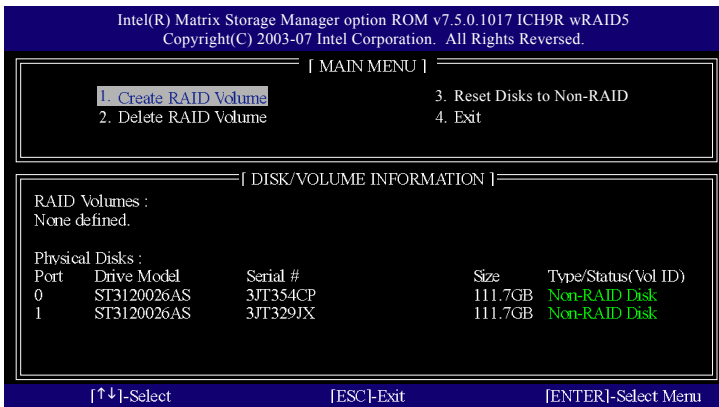 Intel(R) Matrix Storage Manager option ROM v7.5.0.1017 ICH9R wRAID5
Copyright(C) 2003-07 Intel Corporation. All Rights Reversed.
[ MAIN MENU ]
1. Create RAID Volume 3. Reset Disks to Non-RAID
2. Delete RAID Volume 4. Exit
[ DISK/VOLUME INFORMATION ]
RAID Volumes :
None defined.
Physical Disks :
Port Drive Model Serial # Size Type/Status(Vol ID)
0 ST3120026AS 3JT354CP 111.7GB Non-RAID Disk
1 ST3120026AS 3JT329JX 111.7GB Non-RAID Disk
[↑↓]-Select [ESC]-Exit [ENTER]-Select Menu